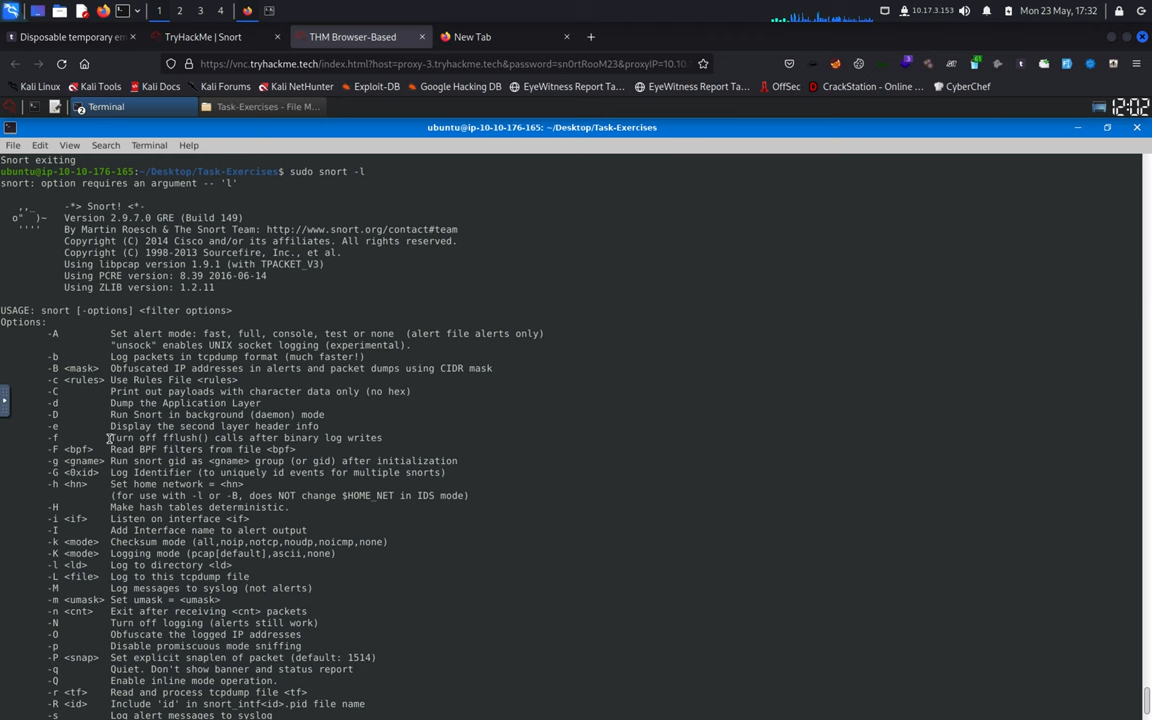 10.17.3.153 Mon 23 May, 17:32
1 2 3 4
Disposable temporary em
TryHackMe | Snort
THM Browser-Based
New Tab
https://vnc.tryhackme.tech/index.html?host=proxy-3.tryhackme.tech&password=sn0rtRooM23&proxyIP=10.10.
Kali Linux Kali Tools Kali Docs Kali Forums Kali NetHunter Exploit-DB Google Hacking DB EyeWitness Report Ta... EyeWitness Report Ta... OffSec CrackStation - Online ... CyberChef
Terminal Task-Exercises - File M... 12:02
ubuntu@ip-10-10-176-165: ~/Desktop/Task-Exercises
File Edit View Search Terminal Help
Snort exiting
ubuntu@ip-10-10-176-165:~/Desktop/Task-Exercises$ sudo snort -l
snort: option requires an argument -- 'l'
,,_ -*> Snort! <*-
o" )~ Version 2.9.7.0 GRE (Build 149)
'''' By Martin Roesch & The Snort Team: http://www.snort.org/contact#team
Copyright (C) 2014 Cisco and/or its affiliates. All rights reserved.
Copyright (C) 1998-2013 Sourcefire, Inc., et al.
Using libpcap version 1.9.1 (with TPACKET_V3)
Using PCRE version: 8.39 2016-06-14
Using ZLIB version: 1.2.11
USAGE: snort [-options] <filter options>
Options:
-A Set alert mode: fast, full, console, test or none (alert file alerts only)
"unsock" enables UNIX socket logging (experimental).
-b Log packets in tcpdump format (much faster!)
-B <mask> Obfuscated IP addresses in alerts and packet dumps using CIDR mask
-c <rules> Use Rules File <rules>
-C Print out payloads with character data only (no hex)
-d Dump the Application Layer
-D Run Snort in background (daemon) mode
-e Display the second layer header info
-f Turn off fflush() calls after binary log writes
-F <bpf> Read BPF filters from file <bpf>
-g <gname> Run snort gid as <gname> group (or gid) after initialization
-G <0xid> Log Identifier (to uniquely id events for multiple snorts)
-h <hn> Set home network = <hn>
(for use with -l or -B, does NOT change $HOME_NET in IDS mode)
-H Make hash tables deterministic.
-i <if> Listen on interface <if>
-I Add Interface name to alert output
-k <mode> Checksum mode (all,noip,notcp,noudp,noicmp,none)
-K <mode> Logging mode (pcap[default],ascii,none)
-l <ld> Log to directory <ld>
-L <file> Log to this tcpdump file
-M Log messages to syslog (not alerts)
-m <umask> Set umask = <umask>
-n <cnt> Exit after receiving <cnt> packets
-N Turn off logging (alerts still work)
-O Obfuscate the logged IP addresses
-p Disable promiscuous mode sniffing
-P <snap> Set explicit snaplen of packet (default: 1514)
-q Quiet. Don't show banner and status report
-Q Enable inline mode operation.
-r <tf> Read and process tcpdump file <tf>
-R <id> Include 'id' in snort_intf<id>.pid file name
-s Log alert messages to syslog